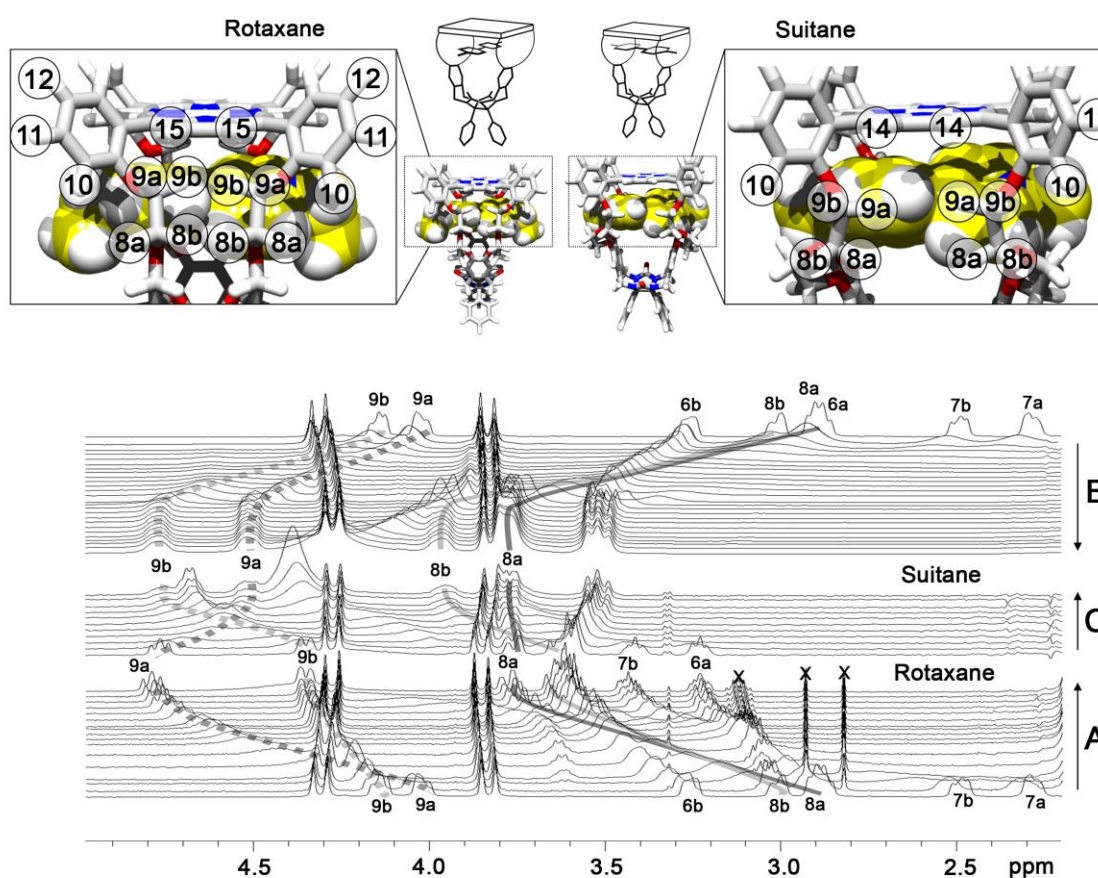 Rotaxane
Suitane
12 12
11 15 15 11
10 9a 9b 9b 9a 10
8a 8b 8b 8a
14 14 1
10 9b 9a 9a 9b 10
8b 8a 8a 8b
9b 9a 6b 8b 8a 6a 7b 7a
B
9b 9a 8b 8a
Suitane
C
9a 9b 8a 7b 6a
Rotaxane
X X X
A
9b 9a 6b 8b 8a 7b 7a
4.5 4.0 3.5 3.0 2.5 ppm